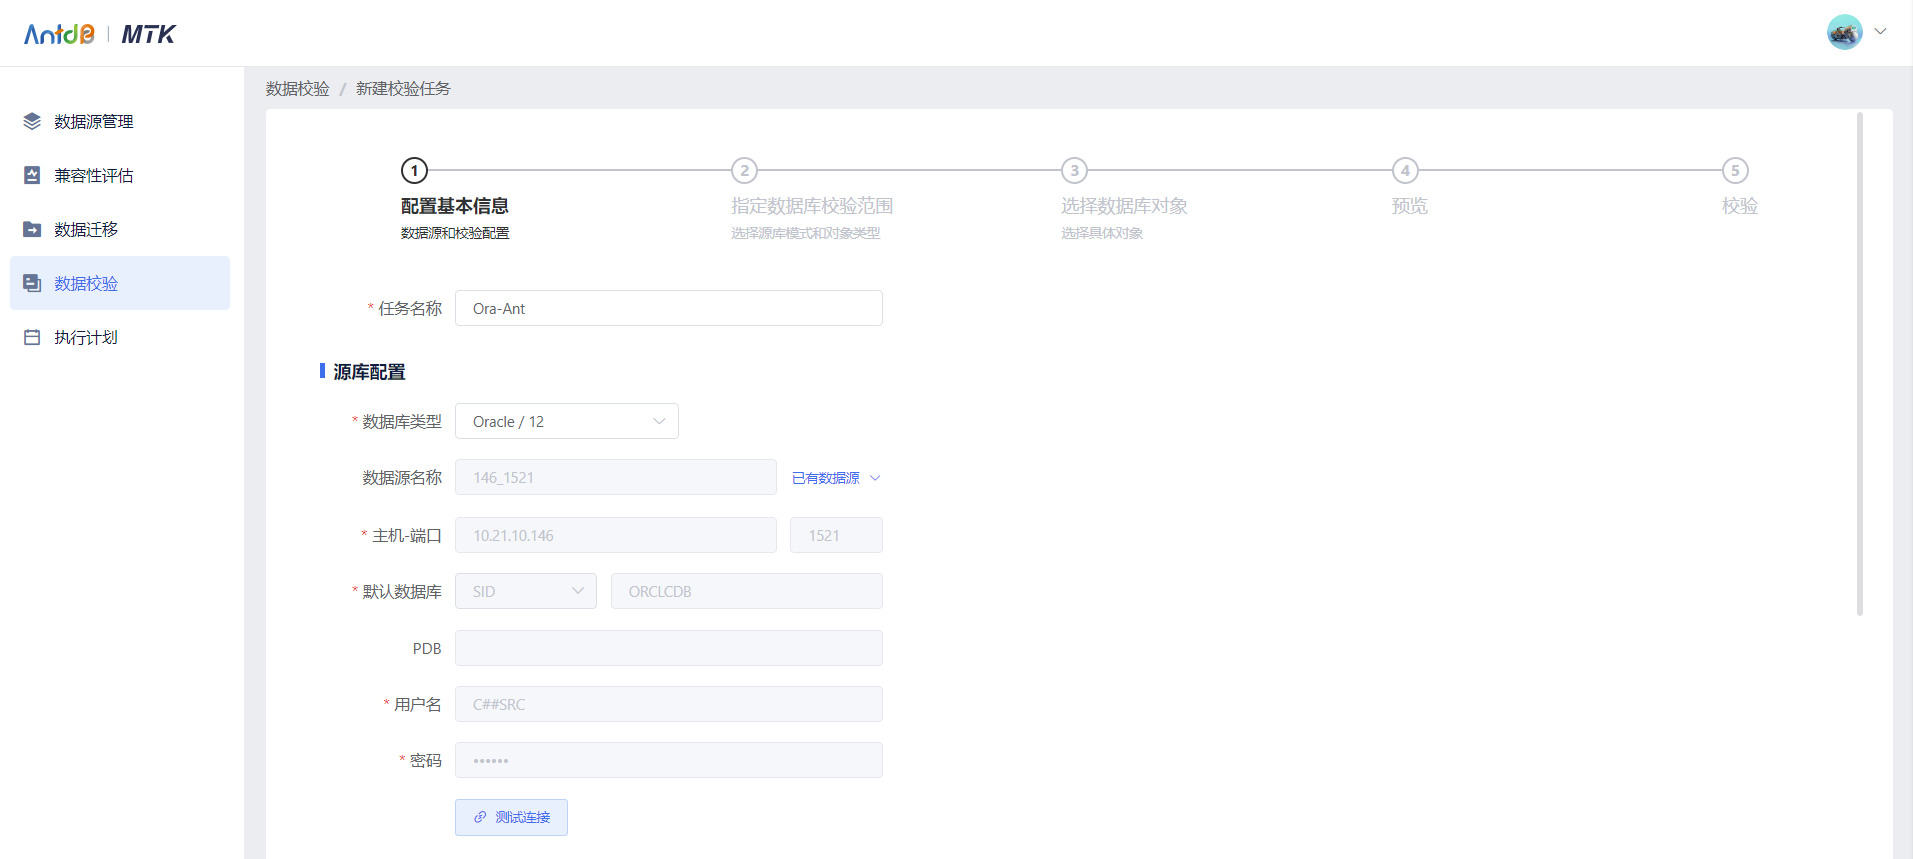 AntdB | MTK
数据源管理
兼容性评估
数据迁移
数据校验
执行计划
数据校验 / 新建校验任务
1
配置基本信息
数据源和校验配置
2
指定数据库校验范围
选择源库模式和对象类型
3
选择数据库对象
选择具体对象
4
预览
5
校验
* 任务名称 Ora-Ant
源库配置
* 数据库类型 Oracle / 12
数据源名称 146_1521 已有数据源
* 主机-端口 10.21.10.146 1521
* 默认数据库 SID ORCLCDB
PDB
* 用户名 C##SRC
* 密码 ••••••
测试连接